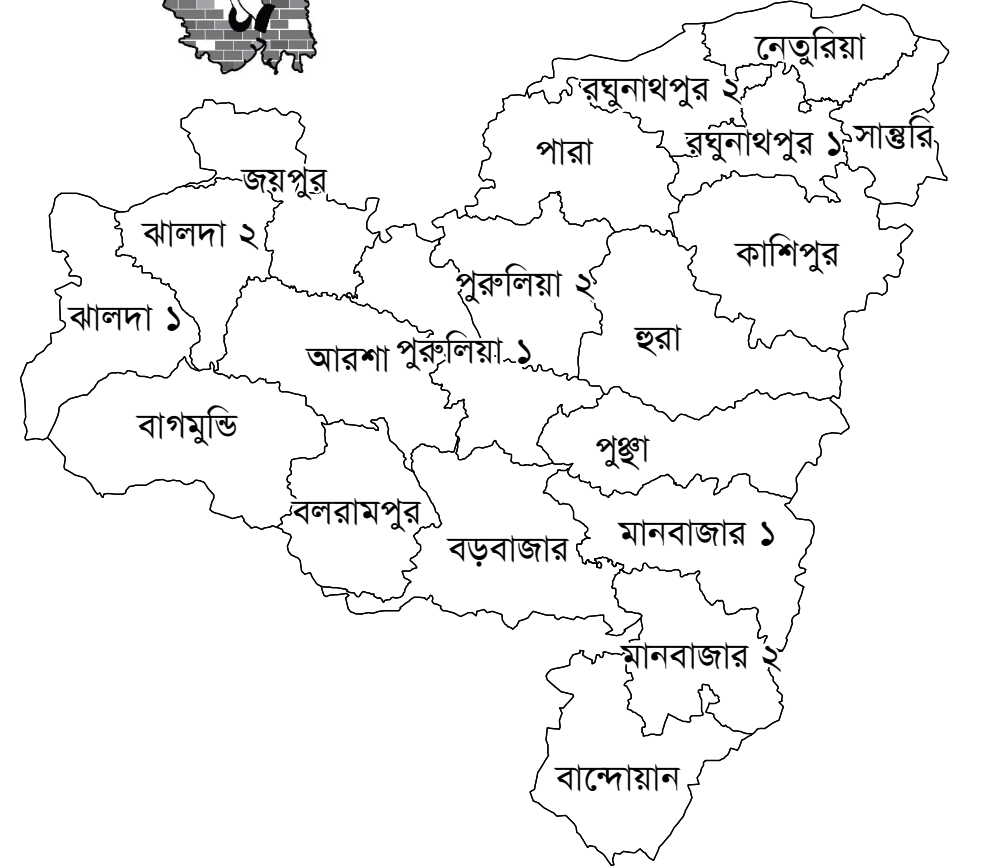 নেতুরিয়া
রঘুনাথপুর ২
রঘুনাথপুর ১
সান্তুরি
পারা
জয়পুর
ঝালদা ২
কাশিপুর
পুরুলিয়া ২
ঝালদা ১
হুরা
আরশা
পুরুলিয়া ১
বাগমুন্ডি
পুঞ্ছা
বলরামপুর
মানবাজার ১
বড়বাজার
মানবাজার ২
বান্দোয়ান